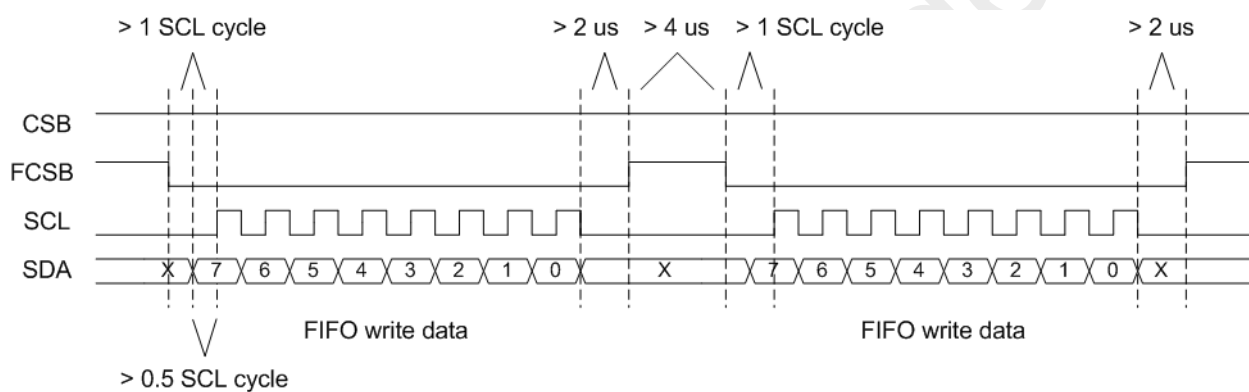 > 1 SCL cycle > 2 us > 4 us > 1 SCL cycle > 2 us
CSB
FCSB
SCL
SDA X 7 6 5 4 3 2 1 0 X 7 6 5 4 3 2 1 0 X
FIFO write data FIFO write data
> 0.5 SCL cycle